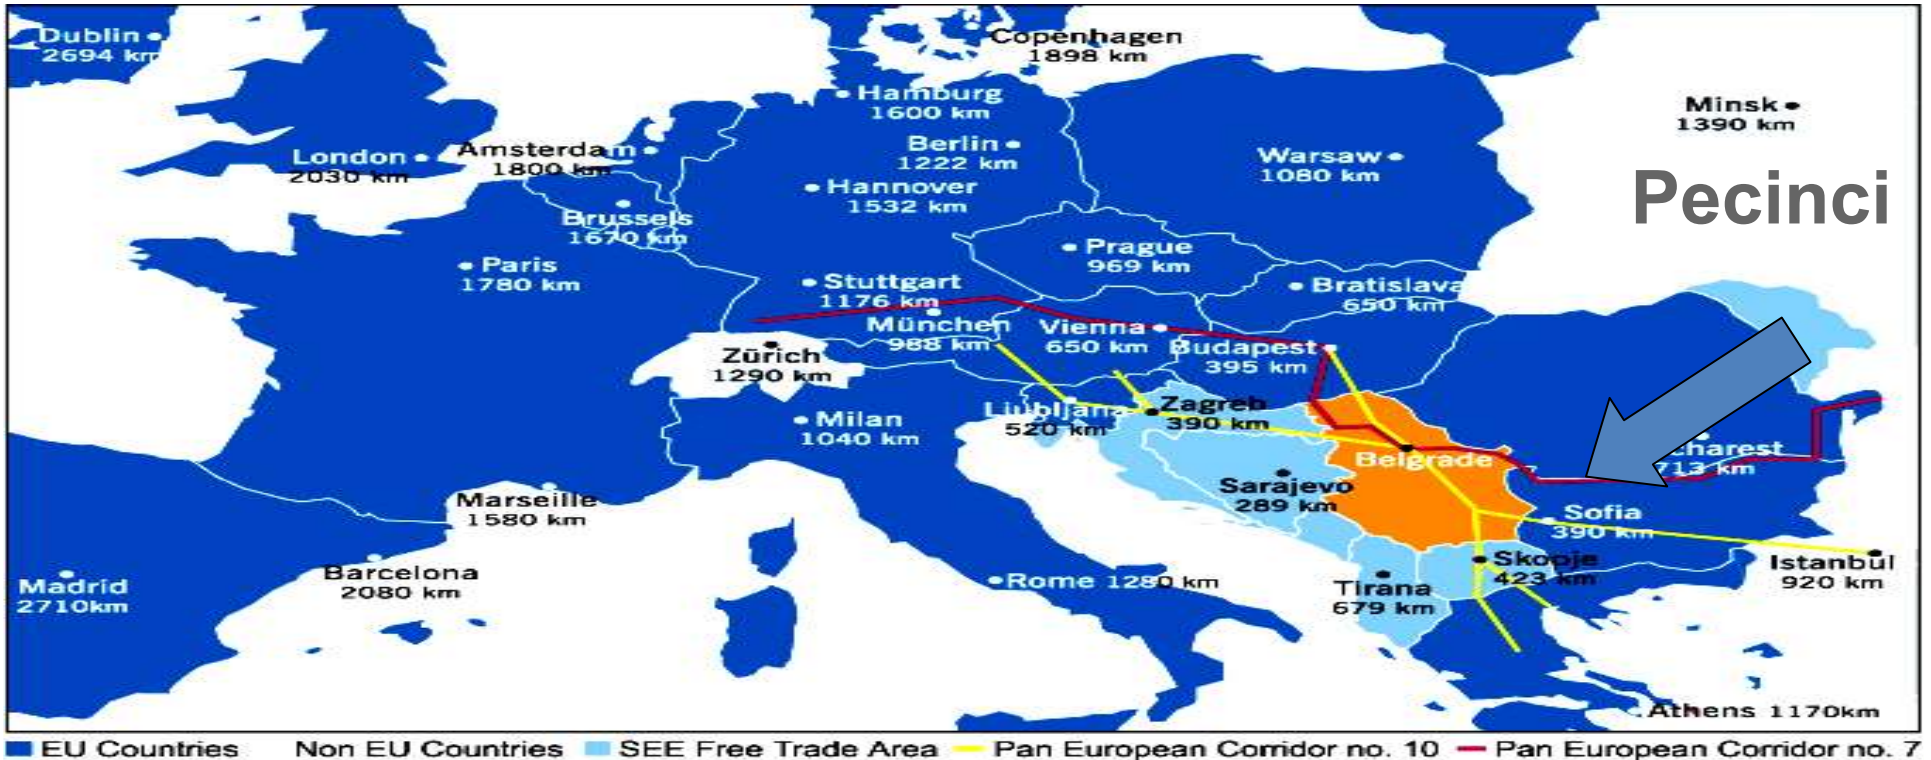 Dublin
2694 km
Copenhagen
1898 km
Hamburg
1600 km
Minsk
1390 km
Berlin
1222 km
London
2030 km
Amsterdam
1800 km
Warsaw
1080 km
Hannover
1532 km
Pecinci
Brussels
1670 km
Prague
969 km
Paris
1780 km
Stuttgart
1176 km
Bratislava
650 km
München
988 km
Vienna
650 km
Budapest
395 km
Zürich
1290 km
Ljubljana
520 km
Zagreb
390 km
Milan
1040 km
Belgrade
charest
713 km
Sarajevo
289 km
Marseille
1580 km
Sofia
390 km
Skopje
423 km
Istanbul
920 km
Madrid
2710km
Barcelona
2080 km
Rome 1280 km
Tirana
679 km
Athens 1170km
EU Countries Non EU Countries SEE Free Trade Area Pan European Corridor no. 10 Pan European Corridor no. 7